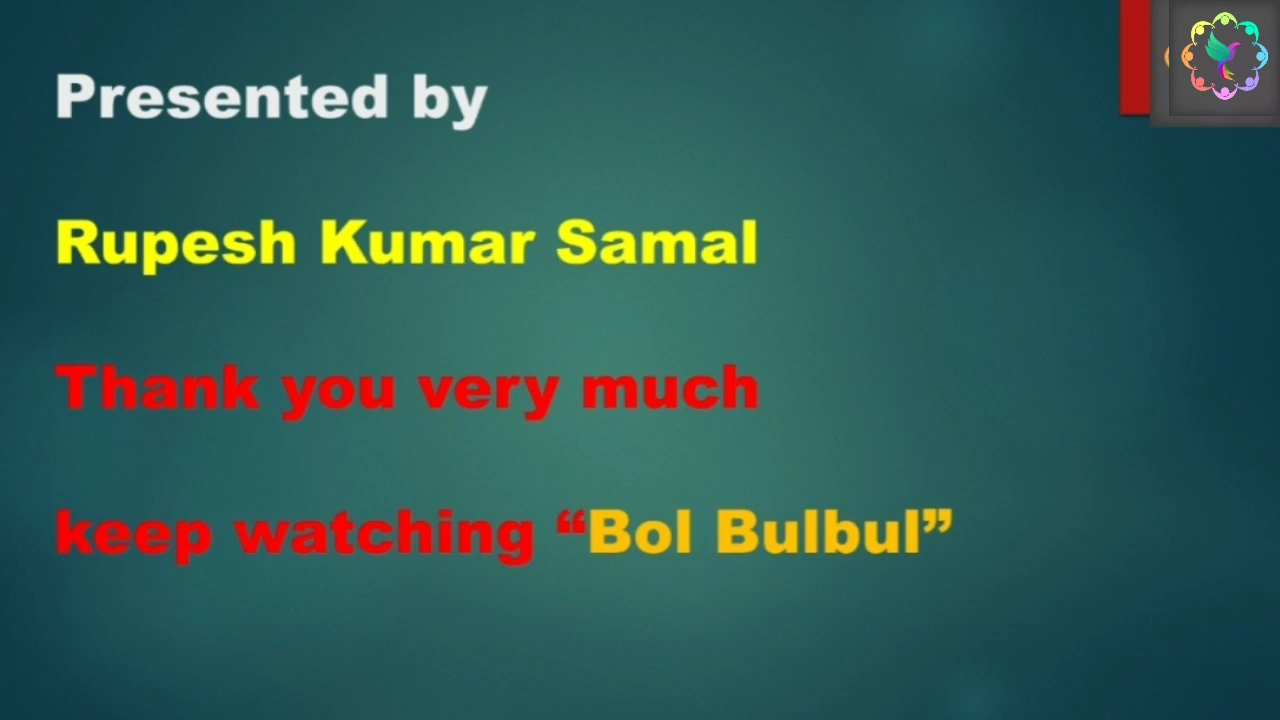 Presented by
Rupesh Kumar Samal
Thank you very much
keep watching “Bol Bulbul”